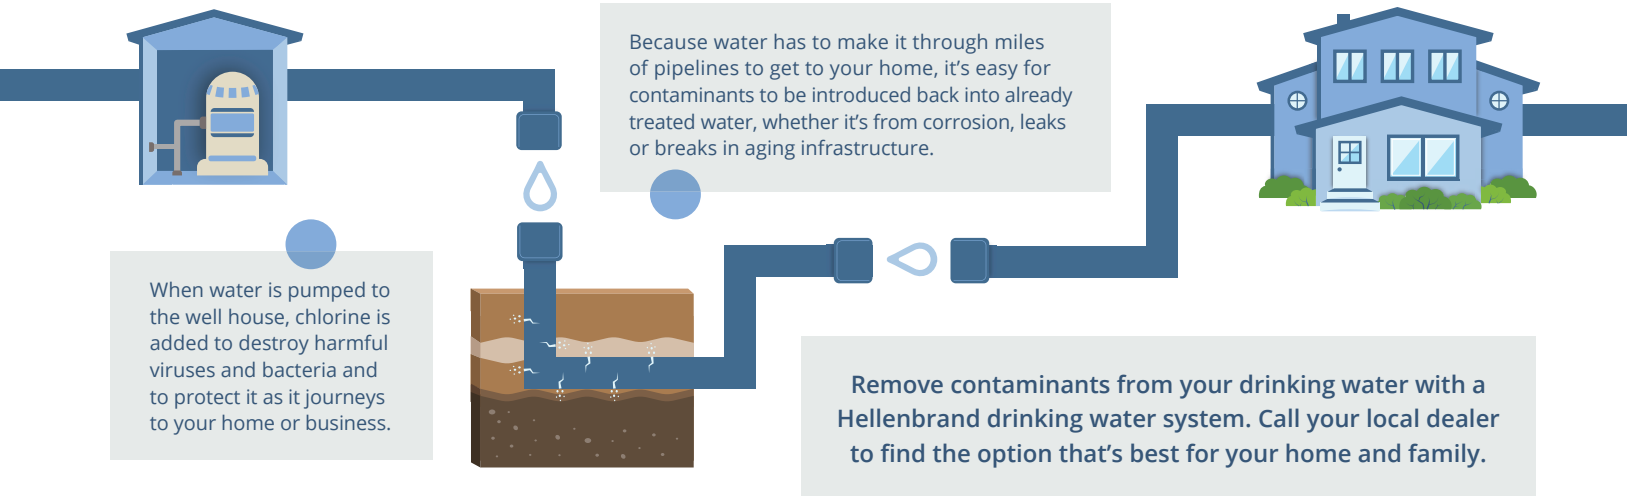 Because water has to make it through miles
of pipelines to get to your home, it’s easy for
contaminants to be introduced back into already
treated water, whether it’s from corrosion, leaks
or breaks in aging infrastructure.
When water is pumped to
the well house, chlorine is
added to destroy harmful
viruses and bacteria and
to protect it as it journeys
to your home or business.
Remove contaminants from your drinking water with a
Hellenbrand drinking water system. Call your local dealer
to find the option that’s best for your home and family.